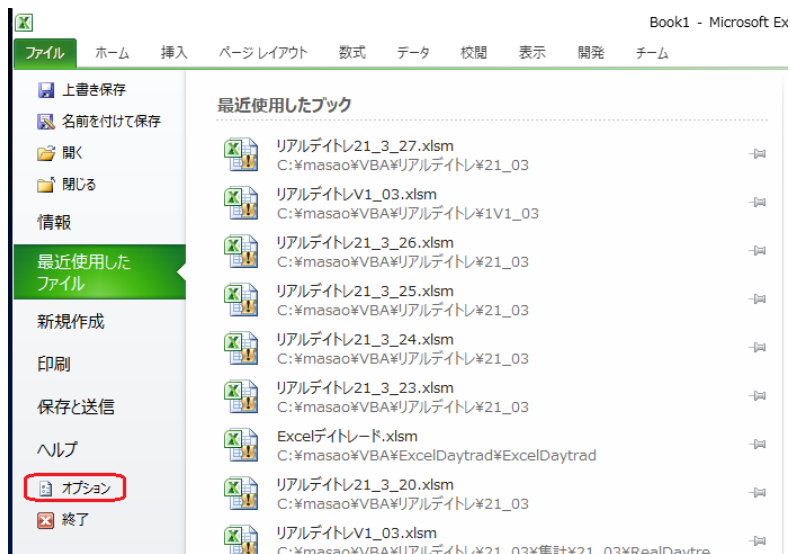 Book1 - Microsoft Ex
ファイル ホーム 挿入 ページ レイアウト 数式 データ 校閲 表示 開発 チーム
上書き保存
名前を付けて保存
開く
閉じる
情報
最近使用した
ファイル
新規作成
印刷
保存と送信
ヘルプ
オプション
終了
最近使用したブック
リアルデイトレ21_3_27.xlsm
C:¥masao¥VBA¥リアルデイトレ¥21_03
リアルデイトレV1_03.xlsm
C:¥masao¥VBA¥リアルデイトレ¥1V1_03
リアルデイトレ21_3_26.xlsm
C:¥masao¥VBA¥リアルデイトレ¥21_03
リアルデイトレ21_3_25.xlsm
C:¥masao¥VBA¥リアルデイトレ¥21_03
リアルデイトレ21_3_24.xlsm
C:¥masao¥VBA¥リアルデイトレ¥21_03
リアルデイトレ21_3_23.xlsm
C:¥masao¥VBA¥リアルデイトレ¥21_03
Excelデイトレード.xlsm
C:¥masao¥VBA¥ExcelDaytrad¥ExcelDaytrad
リアルデイトレ21_3_20.xlsm
C:¥masao¥VBA¥リアルデイトレ¥21_03
リアルデイトレV1_03.xlsm
C:¥masao¥VBA¥リアルデイトレ¥21_03¥集計¥21_03¥RealDaytre